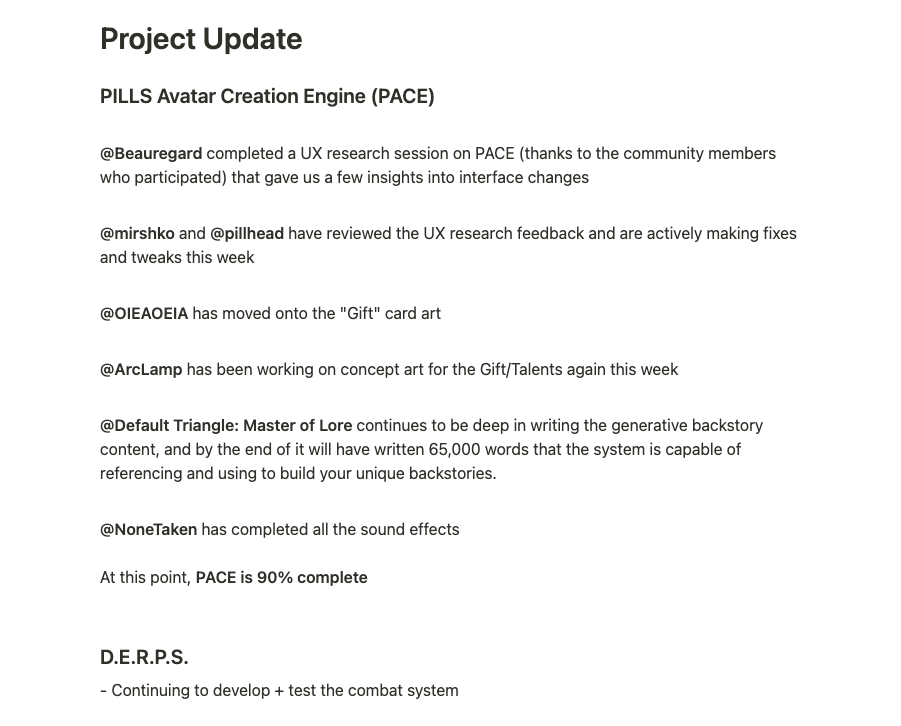 Project Update
PILLS Avatar Creation Engine (PACE)
@Beauregard completed a UX research session on PACE (thanks to the community members
who participated) that gave us a few insights into interface changes
@mirshko and @pillhead have reviewed the UX research feedback and are actively making fixes
and tweaks this week
@OIEAOEIA has moved onto the "Gift" card art
@ArcLamp has been working on concept art for the Gift/Talents again this week
@Default Triangle: Master of Lore continues to be deep in writing the generative backstory
content, and by the end of it will have written 65,000 words that the system is capable of
referencing and using to build your unique backstories.
@NoneTaken has completed all the sound effects
At this point, PACE is 90% complete
D.E.R.P.S.
- Continuing to develop + test the combat system